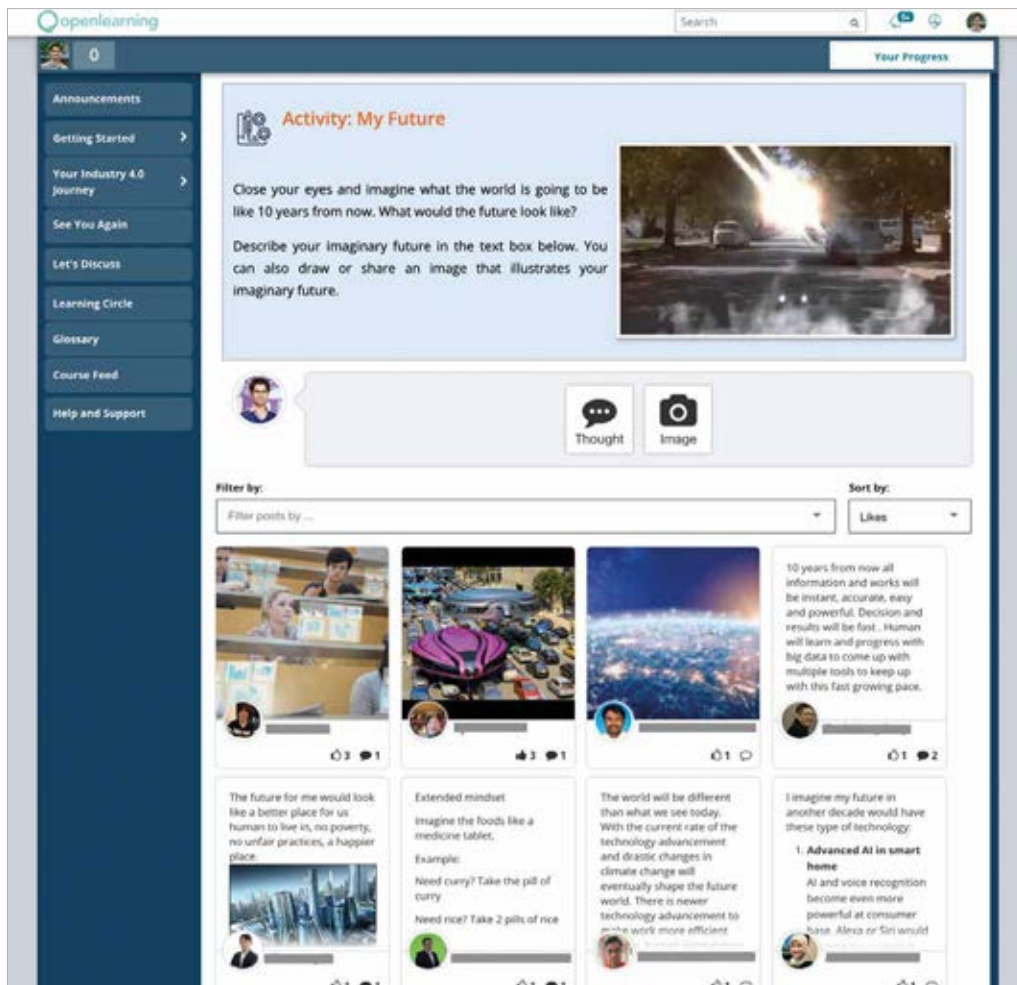 openlearning
Search
0
Your Progress
Announcements
Getting Started
Your Industry 4.0
Journey
See You Again
Let's Discuss
Learning Circle
Glossary
Course Feed
Help and Support
Activity: My Future
Close your eyes and imagine what the world is going to be
like 10 years from now. What would the future look like?
Describe your imaginary future in the text box below. You
can also draw or share an image that illustrates your
imaginary future.
Thought
Image
Filter by:
Sort by:
Filter posts by ...
Likes
3 1
3 1
1
10 years from now all
information and works will
be instant, accurate, easy
and powerful. Decision and
results will be fast . Human
will learn and progress with
big data to come up with
multiple tools to keep up
with this fast growing pace.
1 2
The future for me would look
like a better place for us
human to live in, no poverty,
no unfair practices, a happier
place.
Extended mindset
Imagine the foods like a
medicine tablet,
Example:
Need curry? Take the pill of
curry
Need rice? Take 2 pills of rice
The world will be different
than what we see today.
With the current rate of the
technology advancement
and drastic changes in
climate change will
eventually shape the future
world. There is newer
technology advancement to
make work more efficient
I imagine my future in
another decade would have
these type of technology:
1. Advanced AI in smart
home
AI and voice recognition
become even more
powerful at consumer
base. Alexa or Siri would